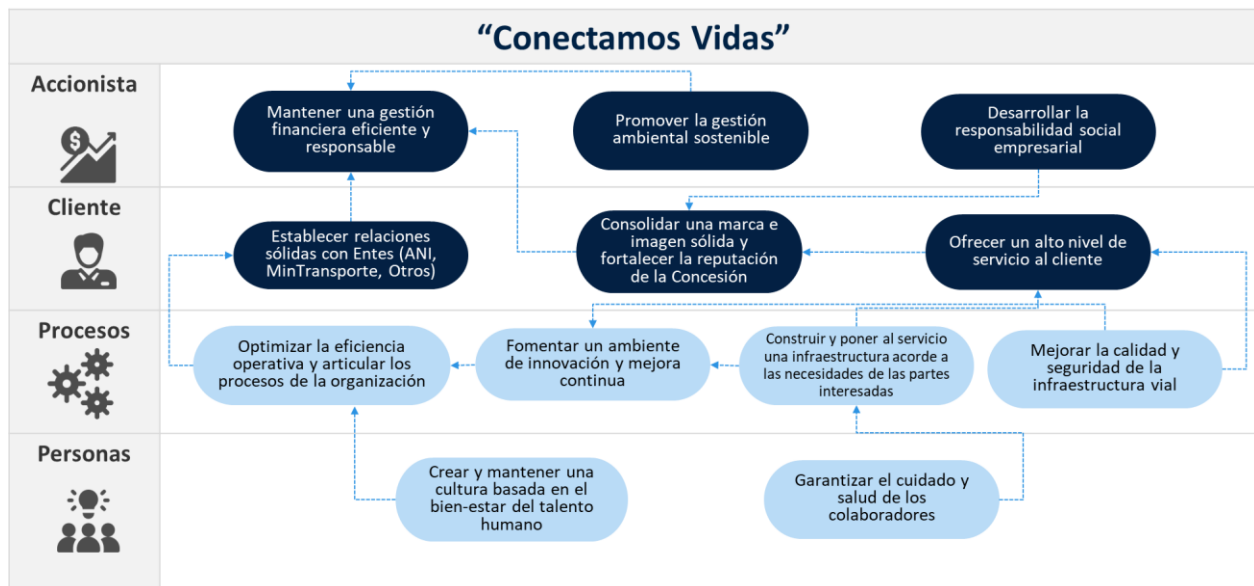 “Conectamos Vidas”
Accionista
Mantener una gestión
financiera eficiente y
responsable
Promover la gestión
ambiental sostenible
Desarrollar la
responsabilidad social
empresarial
Cliente
Establecer relaciones
sólidas con Entes (ANI,
MinTransporte, Otros)
Consolidar una marca e
imagen sólida y
fortalecer la reputación
de la Concesión
Ofrecer un alto nivel de
servicio al cliente
Procesos
Optimizar la eficiencia
operativa y articular los
procesos de la organización
Fomentar un ambiente
de innovación y mejora
continua
Construir y poner al servicio
una infraestructura acorde a
las necesidades de las partes
interesadas
Mejorar la calidad y
seguridad de la
infraestructura vial
Personas
Crear y mantener una
cultura basada en el
bien-estar del talento
humano
Garantizar el cuidado y
salud de los
colaboradores